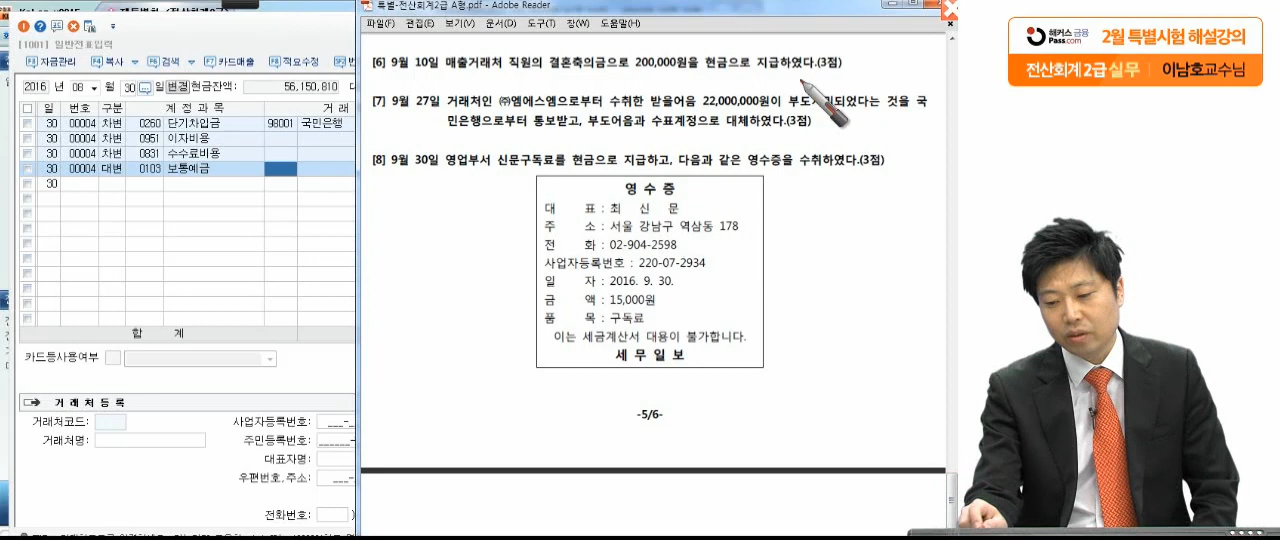 특별-전산회계2급 A형.pdf - Adobe Reader
파일(F) 편집(E) 보기(V) 문서(D) 도구(T) 창(W) 도움말(H)
[1001] 일반전표입력
F3 자금관리 F4 복사 F6 검색 F7 카드매출 F8 적요수정
2016 년 08 월 30 일 변경 현금잔액: 56,150,810
일 번호 구분 계 정 과 목 거 래
30 00004 차변 0260 단기차입금 98001 국민은행
30 00004 차변 0951 이자비용
30 00004 차변 0831 수수료비용
30 00004 대변 0103 보통예금
30
합 계
카드등사용여부
거 래 처 등 록
거래처코드: 사업자등록번호:
거래처명: 주민등록번호:
대표자명:
우편번호,주소:
전화번호:
[6] 9월 10일 매출거래처 직원의 결혼축의금으로 200,000원을 현금으로 지급하였다.(3점)
[7] 9월 27일 거래처인 ㈜엠에스엠으로부터 수취한 받을어음 22,000,000원이 부도 되었다는 것을 국
민은행으로부터 통보받고, 부도어음과 수표계정으로 대체하였다.(3점)
[8] 9월 30일 영업부서 신문구독료를 현금으로 지급하고, 다음과 같은 영수증을 수취하였다.(3점)
영 수 증
대 표 : 최 신 문
주 소 : 서울 강남구 역삼동 178
전 화 : 02-904-2598
사업자등록번호 : 220-07-2934
일 자 : 2016. 9. 30.
금 액 : 15,000원
품 목 : 구독료
이는 세금계산서 대용이 불가합니다.
세 무 일 보
-5/6-
해커스 금융
Pass.com
2월 특별시험 해설강의
전산회계 2급 실무 이남호교수님